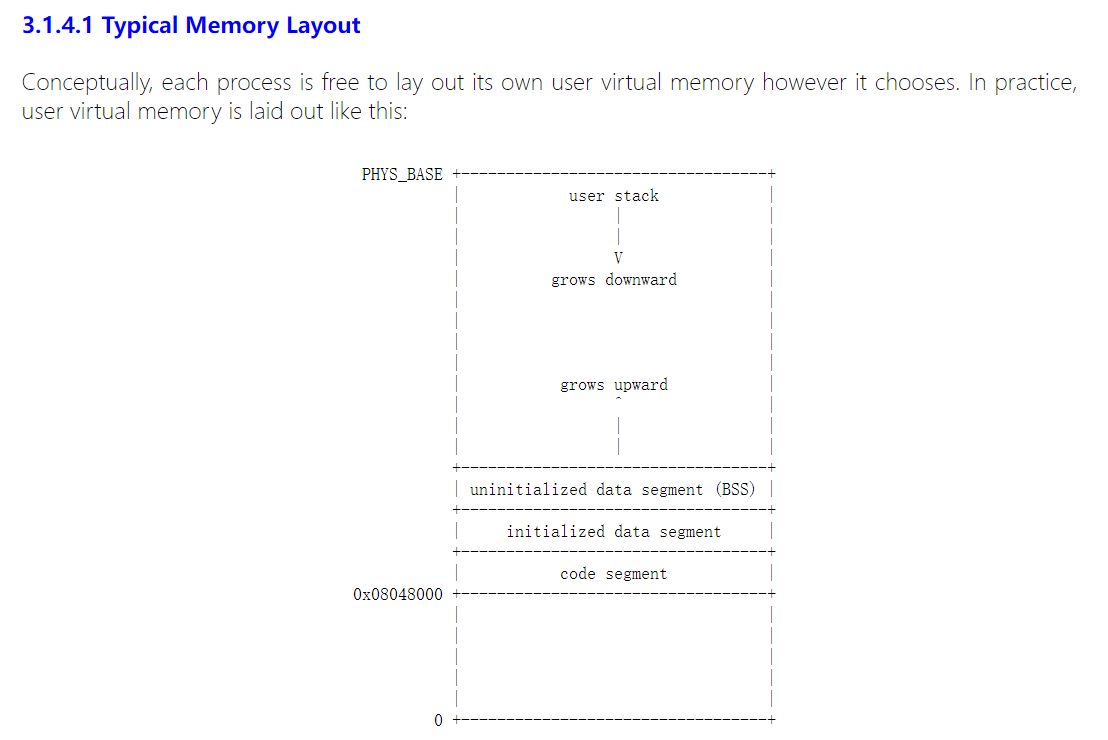 3.1.4.1 Typical Memory Layout
Conceptually, each process is free to lay out its own user virtual memory however it chooses. In practice,
user virtual memory is laid out like this:
PHYS_BASE +----------------------------------+
|            user stack            |
|                 |                |
|                 |                |
|                 V                |
|          grows downward          |
|                                  |
|                                  |
|                                  |
|                                  |
|           grows upward           |
|                 ^                |
|                 |                |
|                 |                |
+----------------------------------+
| uninitialized data segment (BSS) |
+----------------------------------+
|     initialized data segment     |
+----------------------------------+
|           code segment           |
0x08048000 +----------------------------------+
|                                  |
|                                  |
|                                  |
|                                  |
|                                  |
0 +----------------------------------+